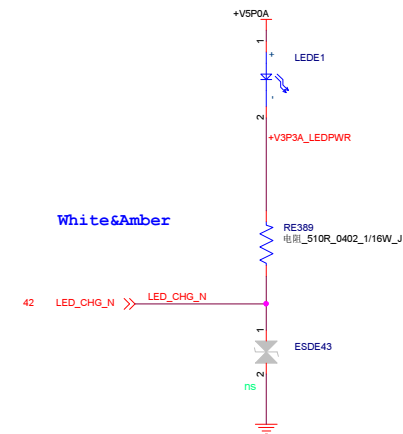 +V5P0A
1
+
LEDE1
-
2
+V3P3A_LEDPWR
White&Amber
RE389
电阻_510R_0402_1/16W_J
42 LED_CHG_N LED_CHG_N
1
ESDE43
2
ns